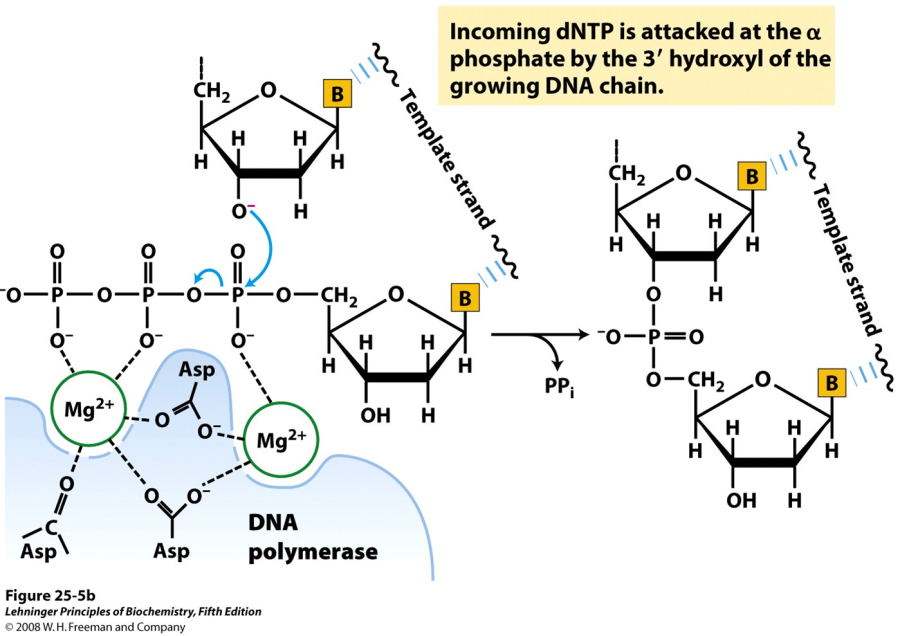 Incoming dNTP is attacked at the α
phosphate by the 3′ hydroxyl of the
growing DNA chain.
CH2
O
B
H
H
H
H
O–
H
Template strand
O
O
O
–O
P
O
P
O
P
O
CH2
O
B
O–
O–
O–
H
H
H
H
OH
H
Mg2+
Asp
O
O–
Mg2+
O
C
Asp
O
O–
Asp
DNA
polymerase
PPi
CH2
O
B
H
H
H
H
H
Template strand
O
–O
P
O
O
CH2
O
B
H
H
H
H
OH
H
Figure 25-5b
Lehninger Principles of Biochemistry, Fifth Edition
© 2008 W. H. Freeman and Company